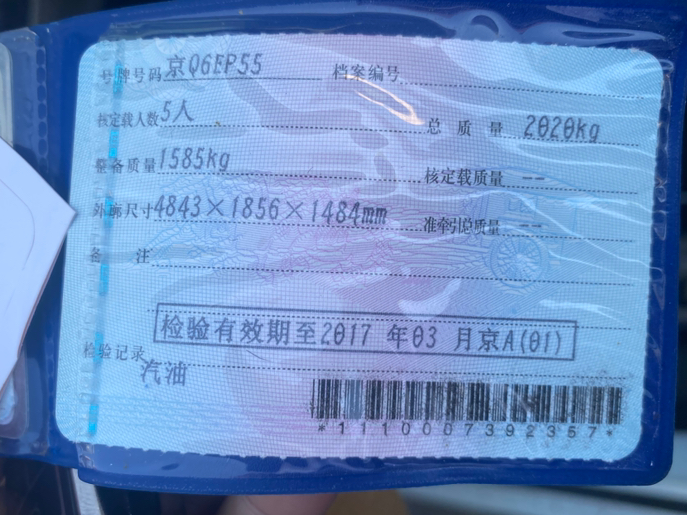 号牌号码 京Q6EP55 档案编号
核定载人数 5人 总质量 2020kg
整备质量 1585kg 核定载质量 --
外廓尺寸 4843×1856×1484mm 准牵引总质量 --
备注
检验有效期至2017年03月京A(01)
检验记录
汽油
*1110007392357*